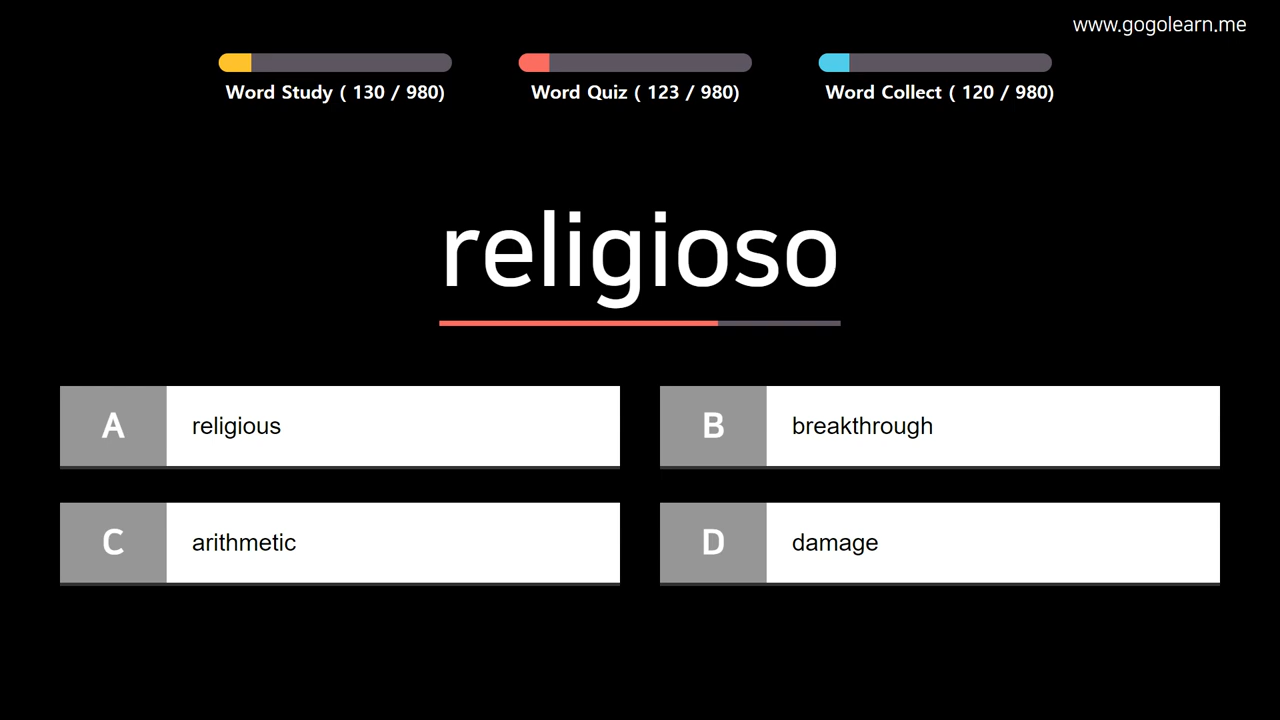 www.gogolearn.me
Word Study ( 130 / 980)
Word Quiz ( 123 / 980)
Word Collect ( 120 / 980)
religioso
A religious
B breakthrough
C arithmetic
D damage